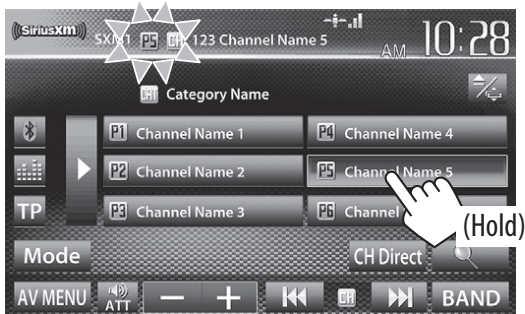 SiriusXM SXM1 P5 CH 123 Channel Name 5 AM 10:28
CAT Category Name
P1 Channel Name 1 P4 Channel Name 4
P2 Channel Name 2 P5 Channel Name 5
TP P3 Channel Name 3 P6 Channel
(Hold)
Mode CH Direct
AV MENU ATT − + CH BAND